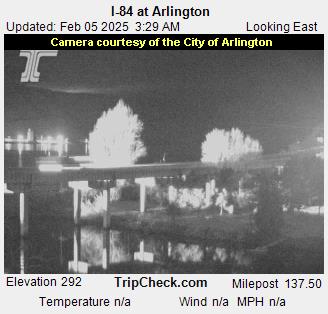 I-84 at Arlington
Updated: Feb 05 2025 3:29 AM Looking East
Camera courtesy of the City of Arlington
Elevation 292 TripCheck.com Milepost 137.50
Temperature n/a Wind n/a MPH n/a